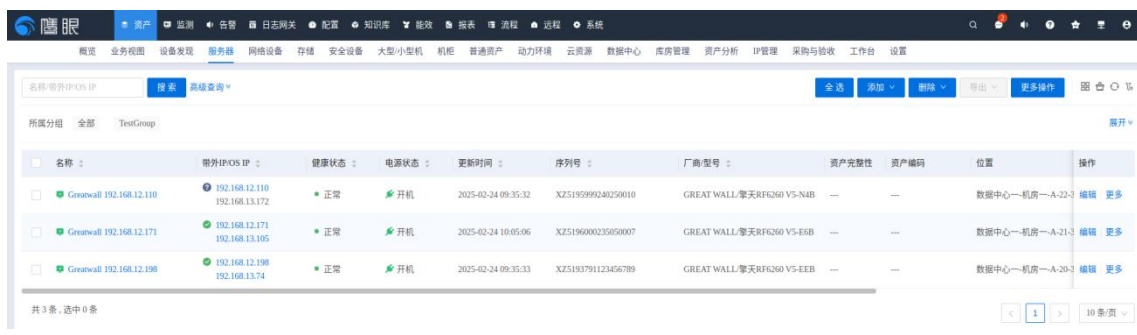 鹰眼 资产 监测 告警 日志网关 配置 知识库 能效 报表 流程 远程 系统 2
概览 业务视图 设备发现 服务器 网络设备 存储 安全设备 大型/小型机 机柜 普通资产 动力环境 云资源 数据中心 库房管理 资产分析 IP管理 采购与验收 工作台 设置
名称/带外IP/OS IP 搜索 高级查询 全选 添加 删除 导出 更多操作
所属分组 全部 TestGroup 展开
名称 带外IP/OS IP 健康状态 电源状态 更新时间 序列号 厂商/型号 资产完整性 资产编码 位置 操作
Greatwall 192.168.12.110 192.168.12.110 正常 开机 2025-02-24 09:35:32 XZ5195999240250010 GREAT WALL/擎天RF6260 V5-N4B --- --- 数据中心一-机房一-A-22-3 编辑 更多
192.168.13.172
Greatwall 192.168.12.171 192.168.12.171 正常 开机 2025-02-24 10:05:06 XZ5196000235050007 GREAT WALL/擎天RF6260 V5-E6B --- --- 数据中心一-机房一-A-21-3 编辑 更多
192.168.13.105
Greatwall 192.168.12.198 192.168.12.198 正常 开机 2025-02-24 09:35:33 XZ5193791123456789 GREAT WALL/擎天RF6260 V5-EEB --- --- 数据中心一-机房一-A-20-3 编辑 更多
192.168.13.74
共 3 条 , 选中 0 条 1 10 条/页